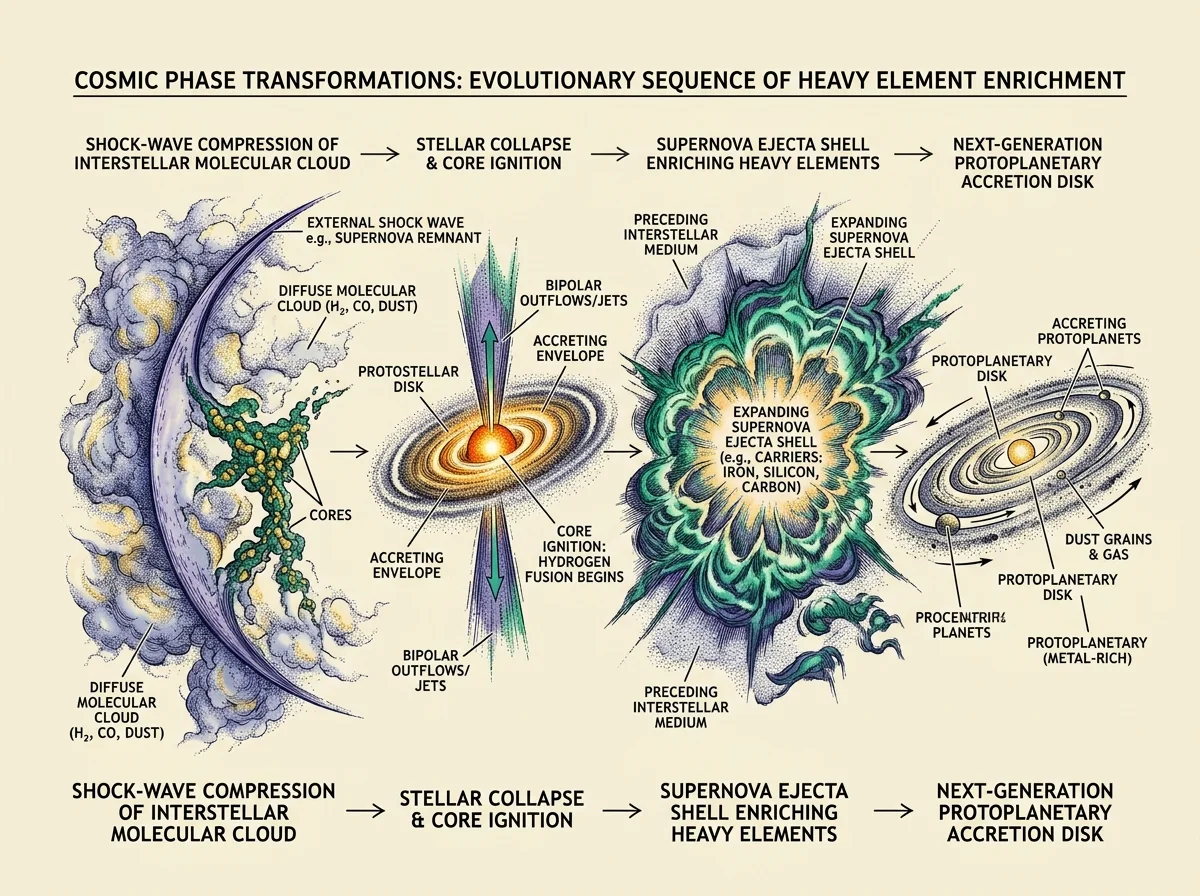 COSMIC PHASE TRANSFORMATIONS: EVOLUTIONARY SEQUENCE OF HEAVY ELEMENT ENRICHMENT
SHOCK-WAVE COMPRESSION OF
INTERSTELLAR MOLECULAR CLOUD
STELLAR COLLAPSE
& CORE IGNITION
SUPERNOVA EJECTA SHELL
ENRICHING HEAVY ELEMENTS
NEXT-GENERATION
PROTOPLANETARY
ACCRETION DISK
EXTERNAL SHOCK WAVE
e.g., SUPERNOVA REMNANT
DIFFUSE MOLECULAR
CLOUD (H₂, CO, DUST)
CORES
DIFFUSE
MOLECULAR
CLOUD
(H₂, CO, DUST)
BIPOLAR
OUTFLOWS/JETS
ACCRETING
ENVELOPE
PROTOSTELLAR
DISK
ACCRETING
ENVELOPE
CORE
IGNITION:
HYDROGEN
FUSION BEGINS
BIPOLAR
OUTFLOWS/
JETS
PRECEDING
INTERSTELLAR
MEDIUM
EXPANDING
SUPERNOVA
EJECTA SHELL
EXPANDING
SUPERNOVA
EJECTA SHELL
(e.g., CARRIERS:
IRON, SILICON,
CARBON)
PRECEDING
INTERSTELLAR
MEDIUM
ACCRETING
PROTOPLANETS
PROTOPLANETARY
DISK
DUST GRAINS
& GAS
PROTOPLANETARY
DISK
PLANETS
PROTOPLANETARY
(METAL-RICH)
SHOCK-WAVE COMPRESSION
OF INTERSTELLAR
MOLECULAR CLOUD
STELLAR COLLAPSE
& CORE IGNITION
SUPERNOVA EJECTA
SHELL ENRICHING
HEAVY ELEMENTS
NEXT-GENERATION
PROTOPLANETARY
ACCRETION DISK